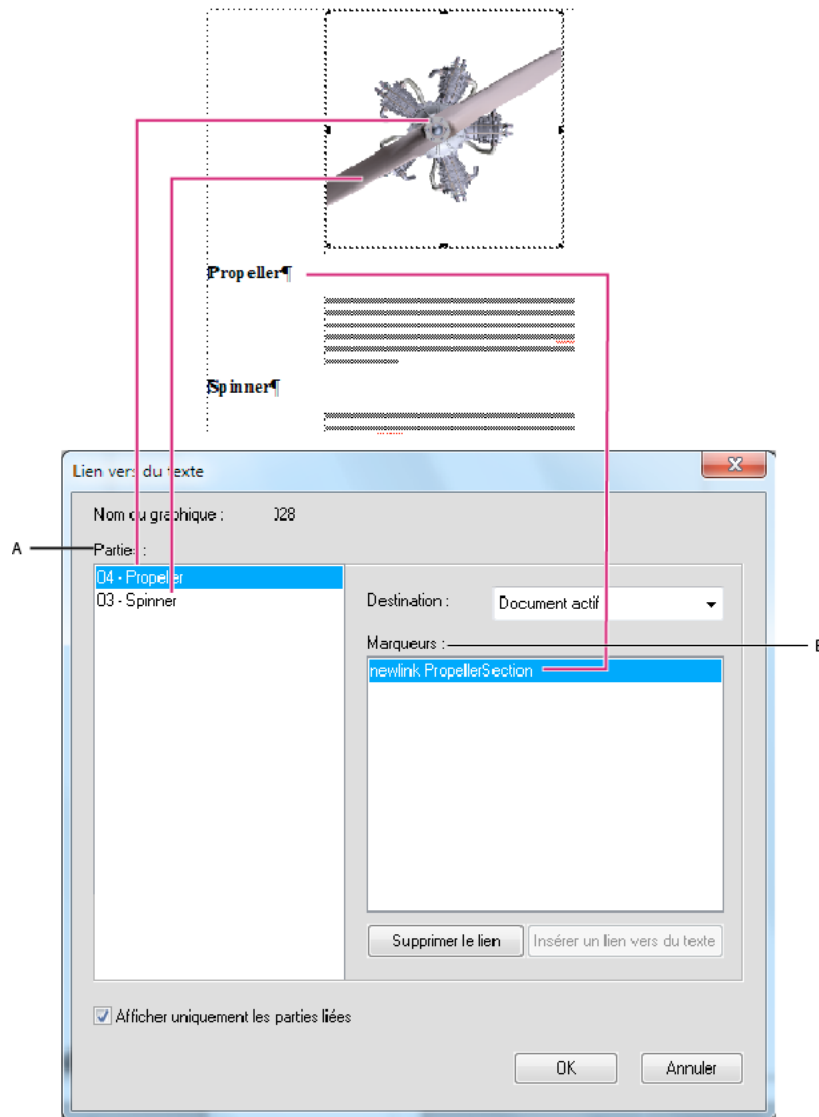 Propeller¶
Spinner¶
Lien vers du texte
Nom du graphique : 028
A
Parties :
04 - Propeller
03 - Spinner
Destination : Document actif
Marqueurs :
newlink PropellerSection
Supprimer le lien Insérer un lien vers du texte
Afficher uniquement les parties liées
OK Annuler